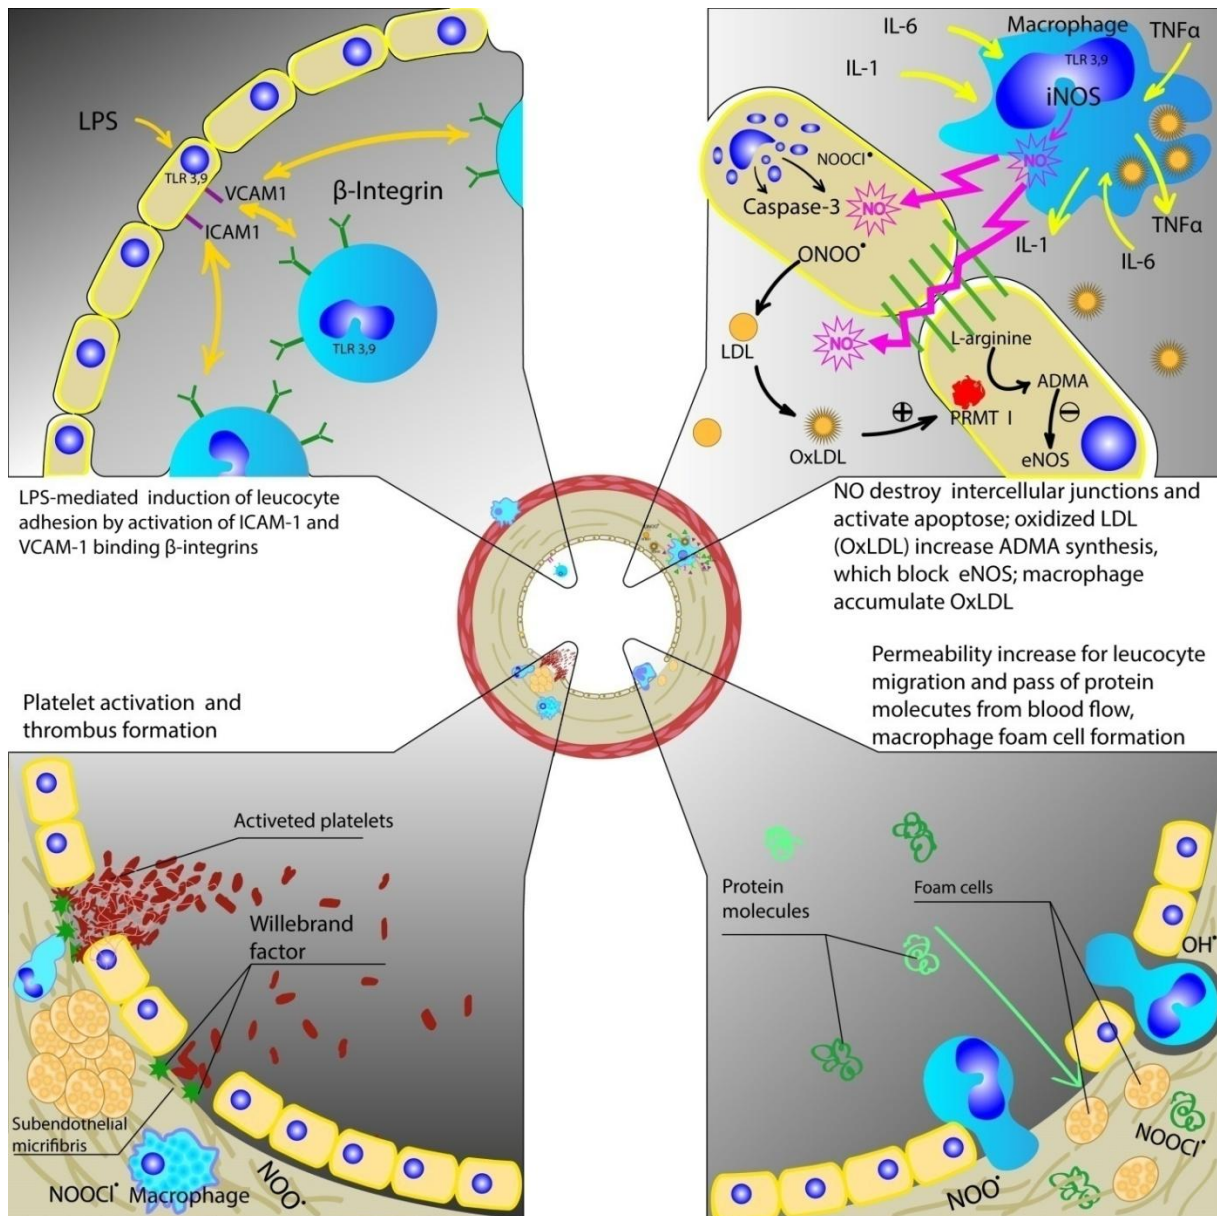 LPS
TLR 3,9
VCAM1
ICAM1
β-Integrin
TLR 3,9
LPS-mediated induction of leucocyte
adhesion by activation of ICAM-1 and
VCAM-1 binding β-integrins
IL-6
Macrophage
TNFα
IL-1
TLR 3,9
iNOS
NO
NOOCl•
Caspase-3
NO
ONOO•
IL-1
IL-6
TNFα
LDL
NO
L-arginine
ADMA
PRMT I
OxLDL
eNOS
NO destroy intercellular junctions and
activate apoptose; oxidized LDL
(OxLDL) increase ADMA synthesis,
which block eNOS; macrophage
accumulate OxLDL
Platelet activation and
thrombus formation
Activeted platelets
Willebrand
factor
Subendothelial
micrifibris
NOOCl•
Macrophage
NOO•
Permeability increase for leucocyte
migration and pass of protein
molecutes from blood flow,
macrophage foam cell formation
Protein
molecules
Foam cells
OH•
NOOCl•
NOO•